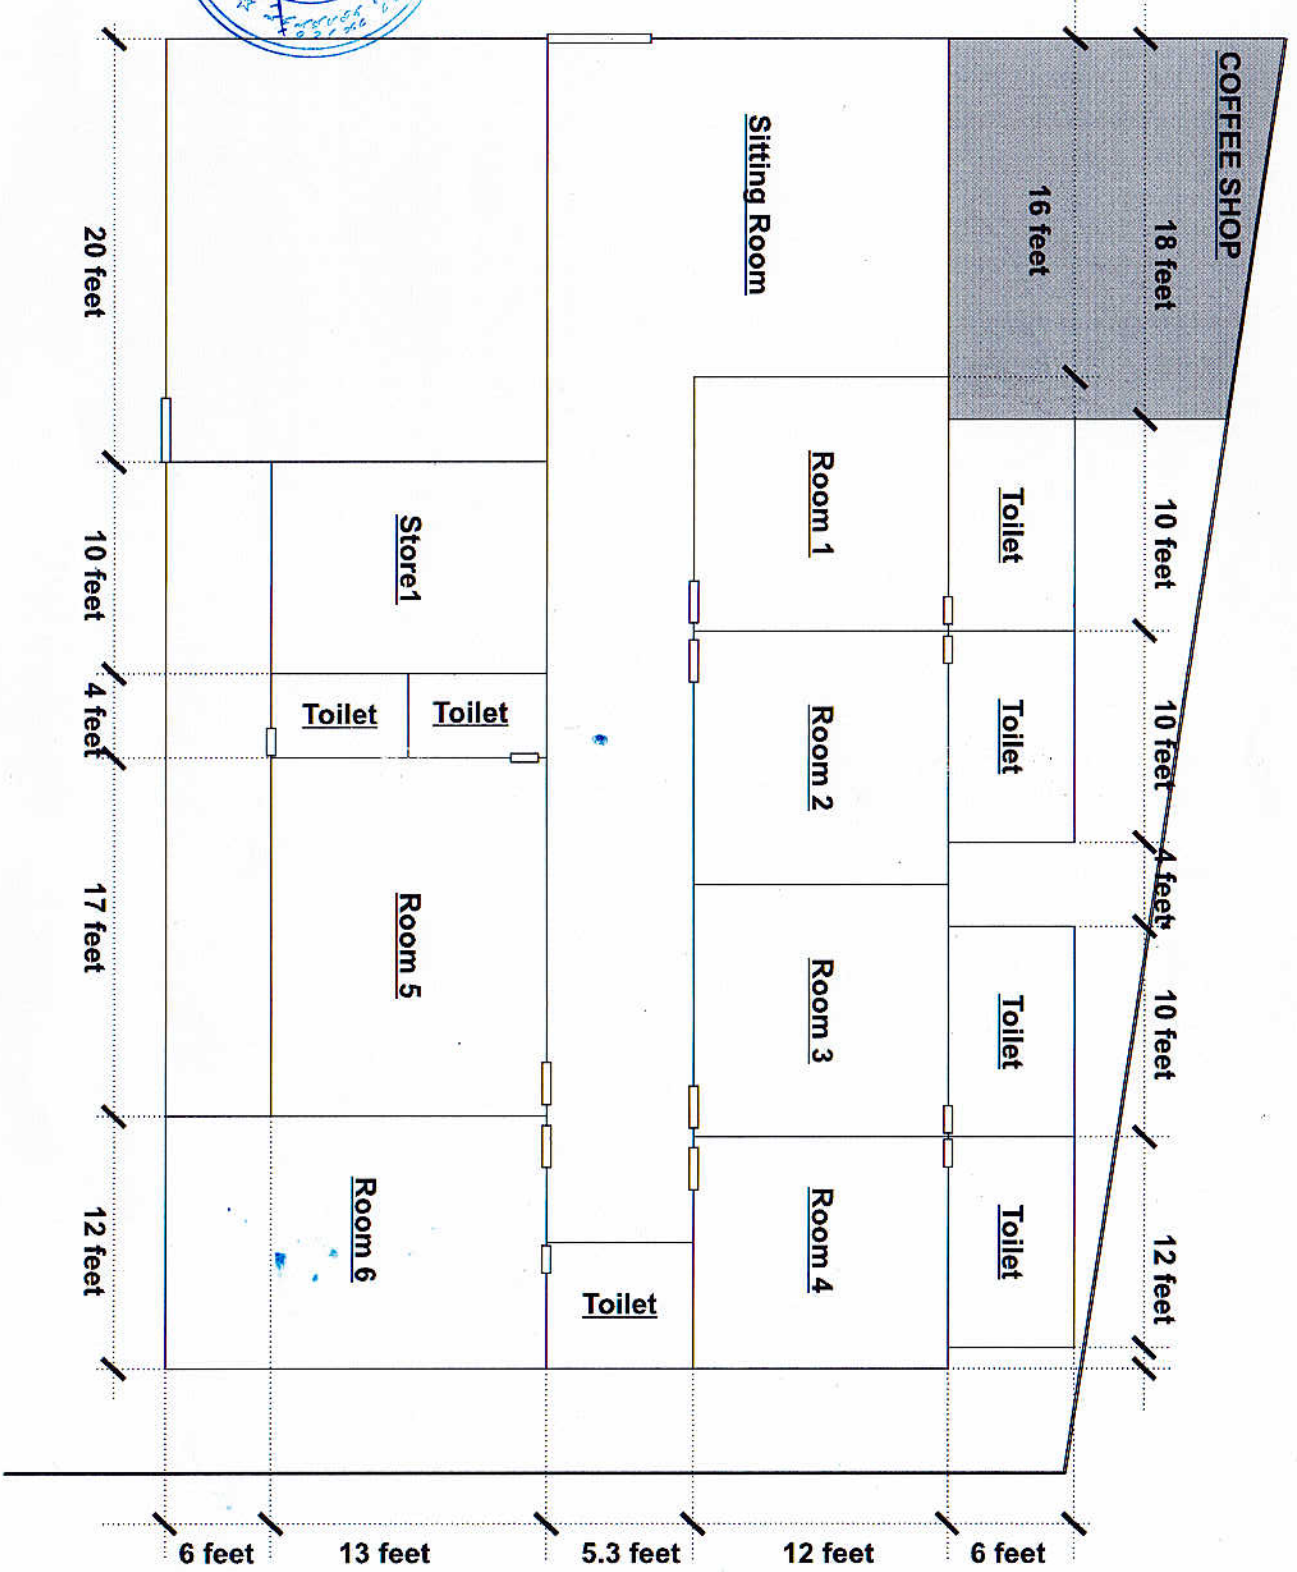 COFFEE SHOP
18 feet
16 feet
Sitting Room
20 feet
10 feet
Toilet
Room 1
Store1
10 feet
10 feet
Toilet
Room 2
Toilet
Toilet
4 feet
4 feet
10 feet
Toilet
Room 3
Room 5
17 feet
12 feet
Toilet
Room 4
Toilet
Room 6
12 feet
6 feet
13 feet
5.3 feet
12 feet
6 feet